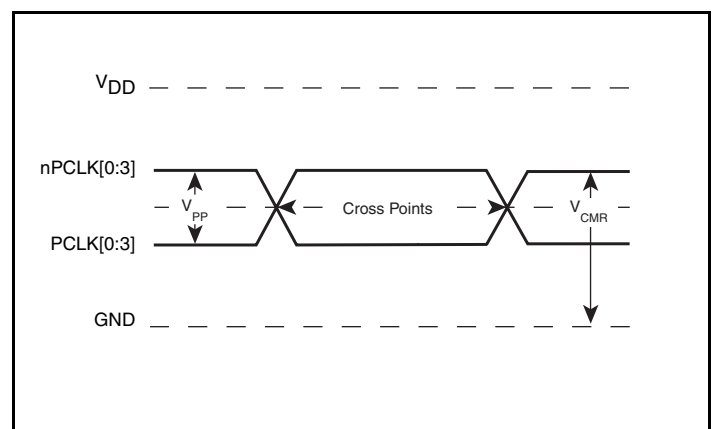 VDD
nPCLK[0:3]
VPP
Cross Points
VCMR
PCLK[0:3]
GND